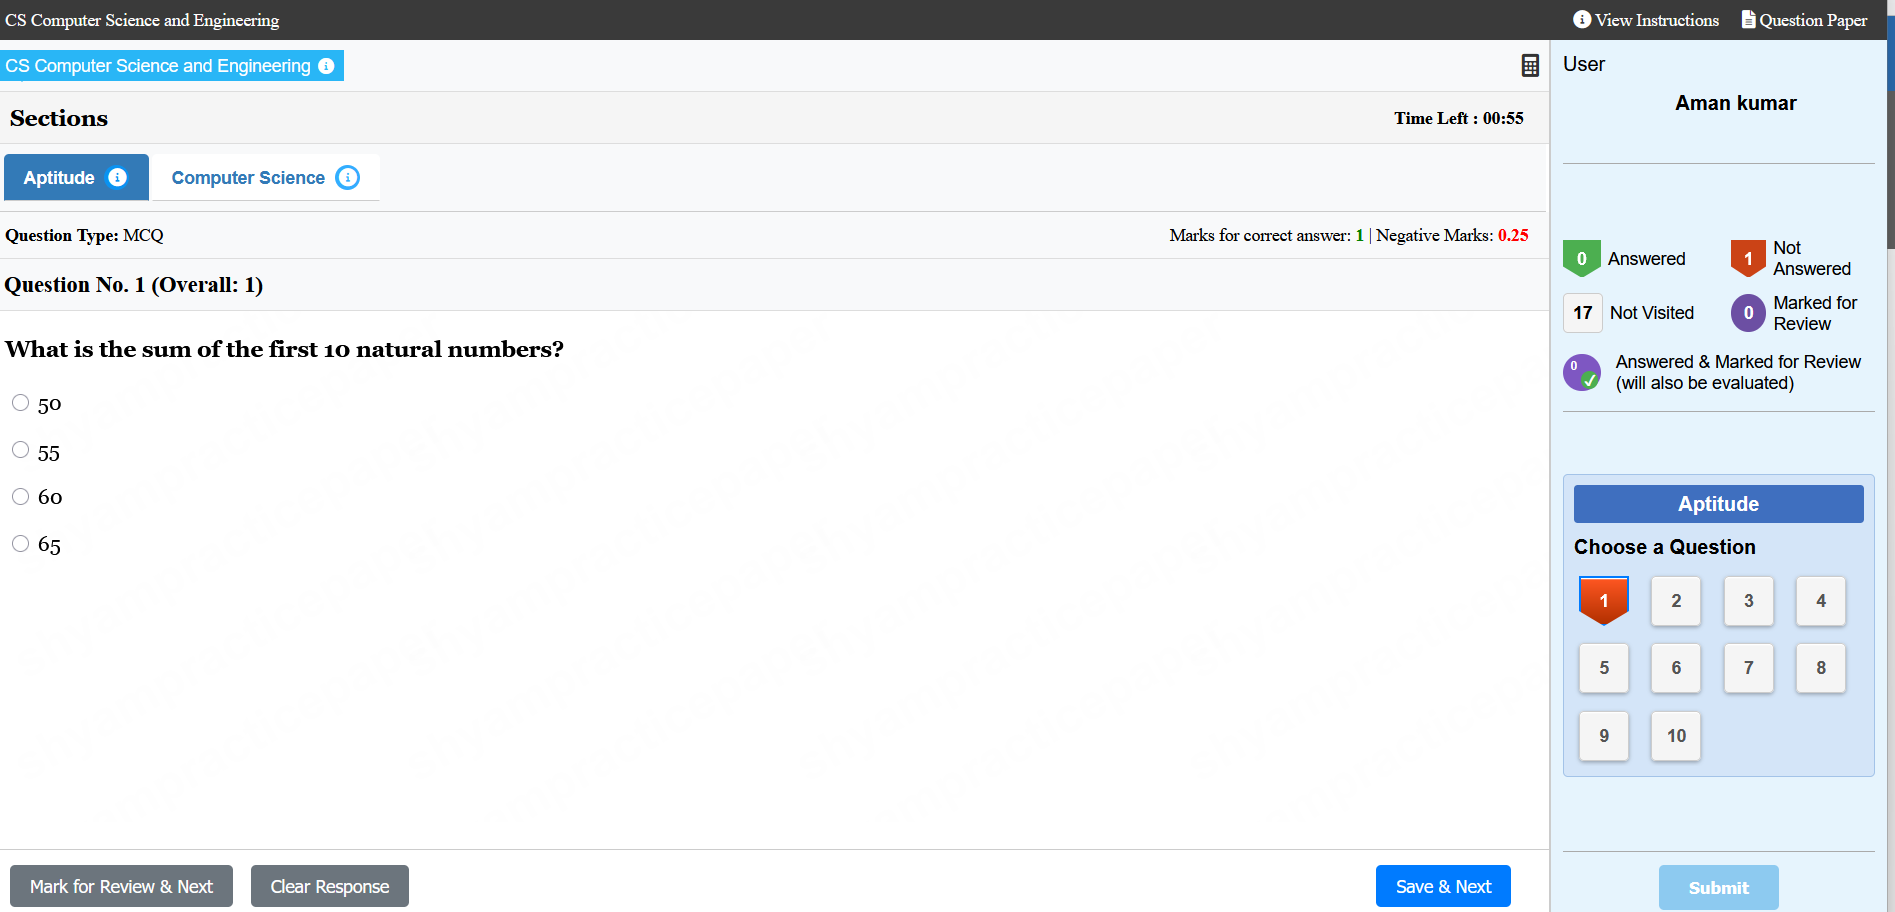 CS Computer Science and Engineering
View Instructions
Question Paper
CS Computer Science and Engineering
Sections
Time Left : 00:55
Aptitude
Computer Science
Question Type: MCQ
Marks for correct answer: 1 | Negative Marks: 0.25
Question No. 1 (Overall: 1)
What is the sum of the first 10 natural numbers?
50
55
60
65
Mark for Review & Next
Clear Response
Save & Next
User
Aman kumar
0 Answered
1 Not
Answered
17 Not Visited
0 Marked for
Review
0 Answered & Marked for Review
(will also be evaluated)
Aptitude
Choose a Question
1 2 3 4
5 6 7 8
9 10
Submit